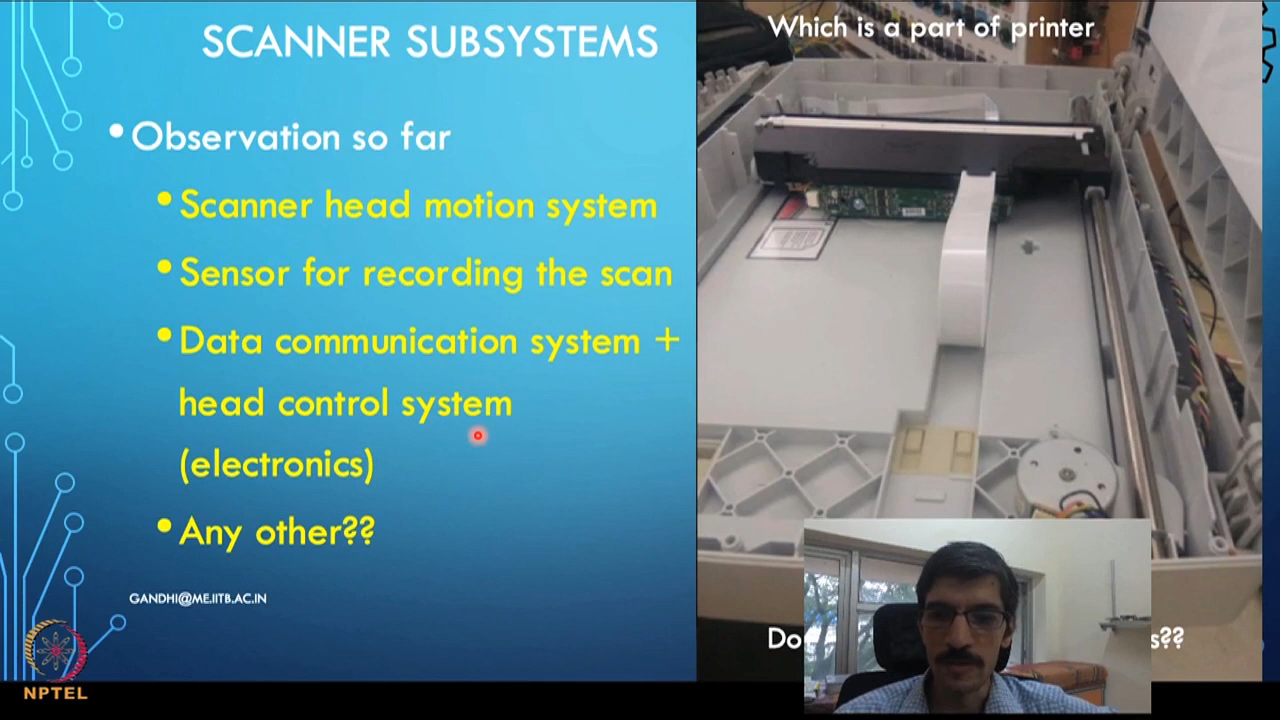 SCANNER SUBSYSTEMS
• Observation so far
• Scanner head motion system
• Sensor for recording the scan
• Data communication system +
head control system
(electronics)
• Any other??
GANDHI@ME.IITB.AC.IN
NPTEL
Which is a part of printer
s??